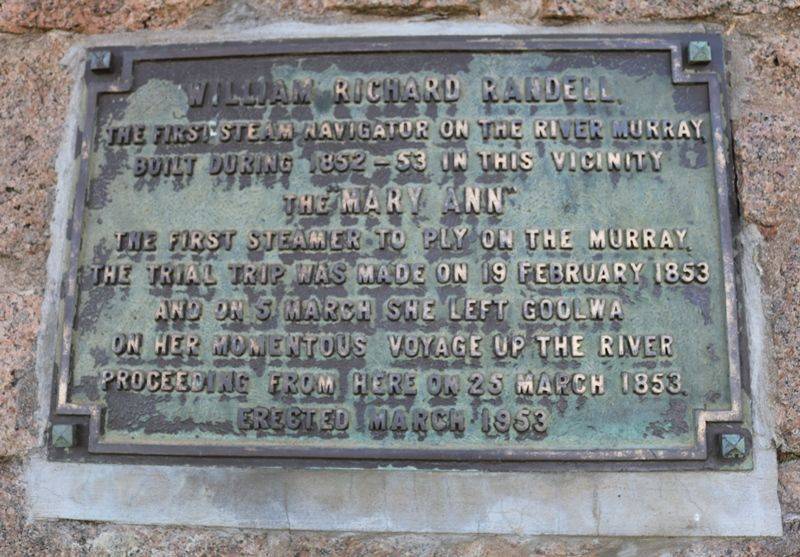 WILLIAM RICHARD RANDELL,
THE FIRST STEAM NAVIGATOR ON THE RIVER MURRAY,
BUILT DURING 1852-53 IN THIS VICINITY
THE "MARY ANN"
THE FIRST STEAMER TO PLY ON THE MURRAY.
THE TRIAL TRIP WAS MADE ON 19 FEBRUARY 1853
AND ON 5 MARCH SHE LEFT GOOLWA
ON HER MOMENTOUS VOYAGE UP THE RIVER
PROCEEDING FROM HERE ON 25 MARCH 1853.
ERECTED MARCH 1953